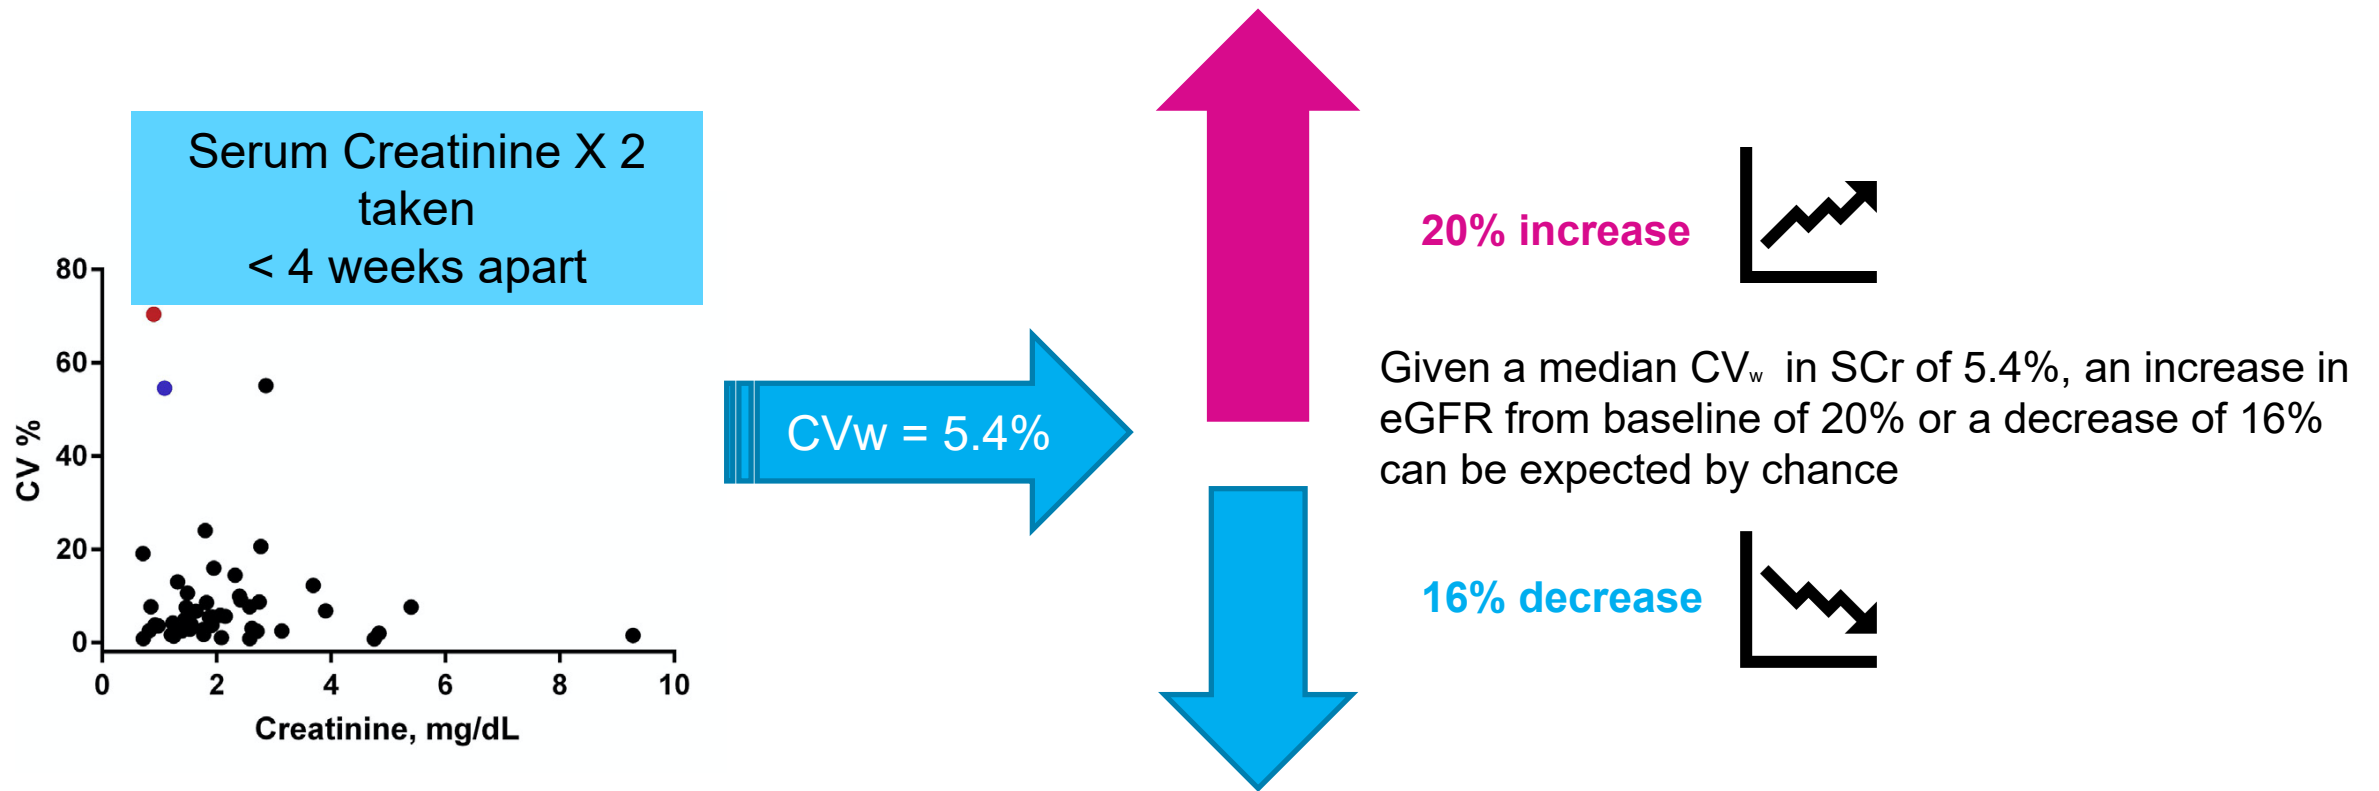 Serum Creatinine X 2
taken
< 4 weeks apart
80
60
40
20
0
CV %
0 2 4 6 8 10
Creatinine, mg/dL
CVw = 5.4%
20% increase
Given a median CVw in SCr of 5.4%, an increase in
eGFR from baseline of 20% or a decrease of 16%
can be expected by chance
16% decrease